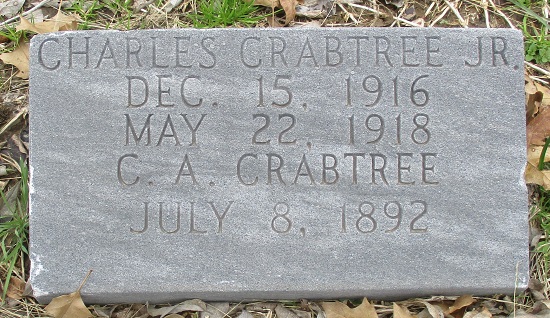 CHARLES CRABTREE JR.
DEC. 15, 1916
MAY 22, 1918
C. A. CRABTREE
JULY 8, 1892